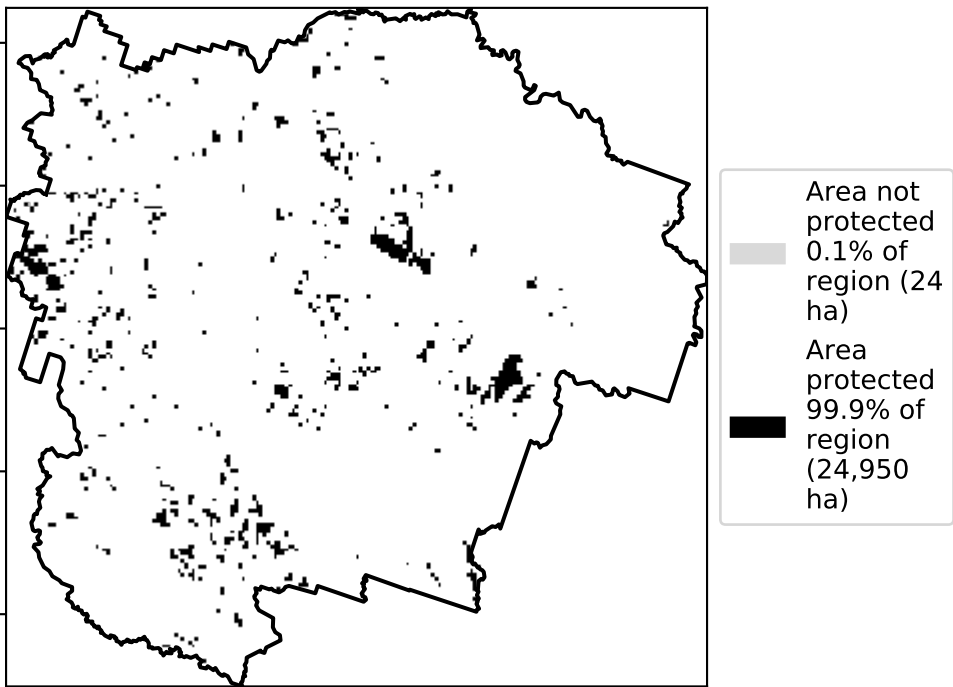 Area not
protected
0.1% of
region (24
ha)
Area
protected
99.9% of
region
(24,950
ha)